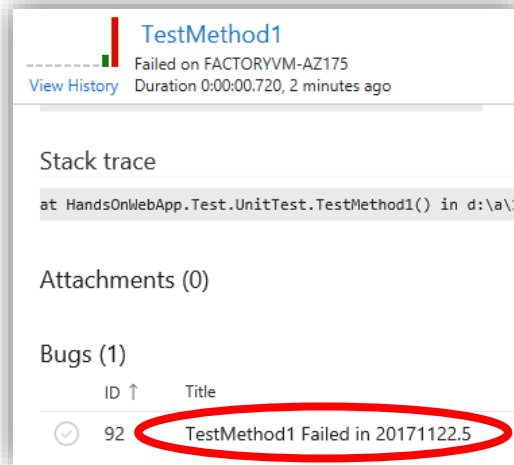 TestMethod1
Failed on FACTORYVM-AZ175
View History Duration 0:00:00.720, 2 minutes ago
Stack trace
at HandsOnWebApp.Test.UnitTest.TestMethod1() in d:\a\
Attachments (0)
Bugs (1)
ID ↑ Title
92 TestMethod1 Failed in 20171122.5